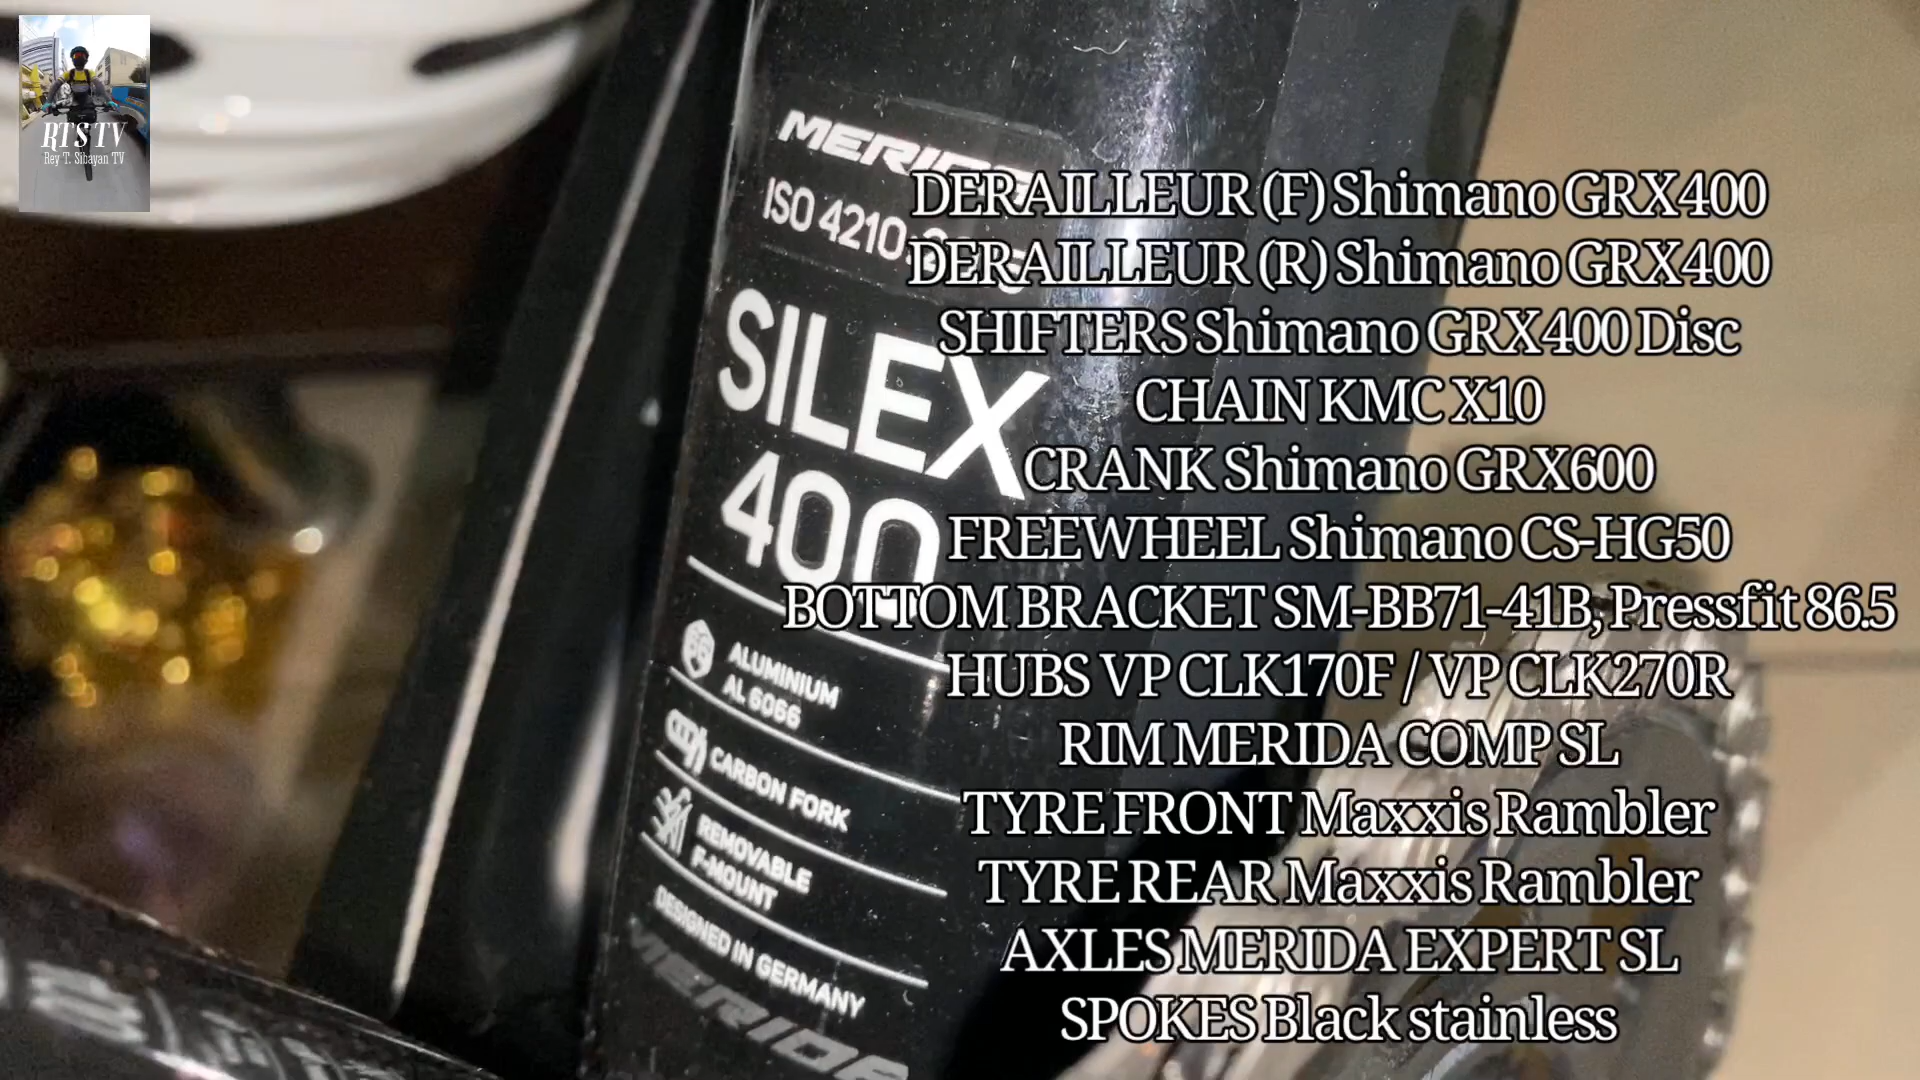 RTS TV
Rey T. Sibayan TV
MERIDA
ISO 4210:
SILEX
400
ALUMINIUM
AL 6066
CARBON FORK
REMOVABLE
F-MOUNT
DESIGNED IN GERMANY
MERIDA
DERAILLEUR (F) Shimano GRX400
DERAILLEUR (R) Shimano GRX400
SHIFTERS Shimano GRX400 Disc
CHAIN KMC X10
CRANK Shimano GRX600
FREEWHEEL Shimano CS-HG50
BOTTOM BRACKET SM-BB71-41B, Pressfit 86.5
HUBS VP CLK170F / VP CLK270R
RIM MERIDA COMP SL
TYRE FRONT Maxxis Rambler
TYRE REAR Maxxis Rambler
AXLES MERIDA EXPERT SL
SPOKES Black stainless